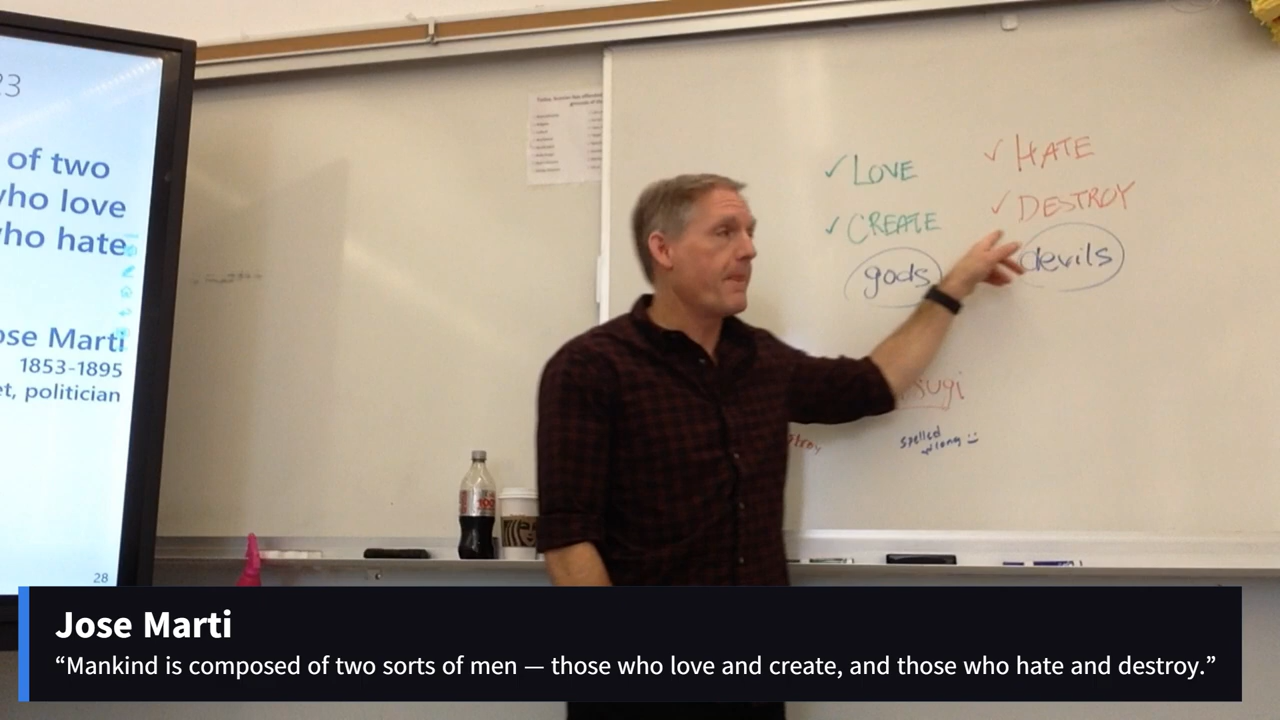 23
of two
who love
who hate
ose Marti
1853-1895
et, politician
28
✓ LOVE
✓ HATE
✓ CREATE
✓ DESTROY
gods
devils
sugi
spelled
wrong :)
Jose Marti
“Mankind is composed of two sorts of men — those who love and create, and those who hate and destroy.”